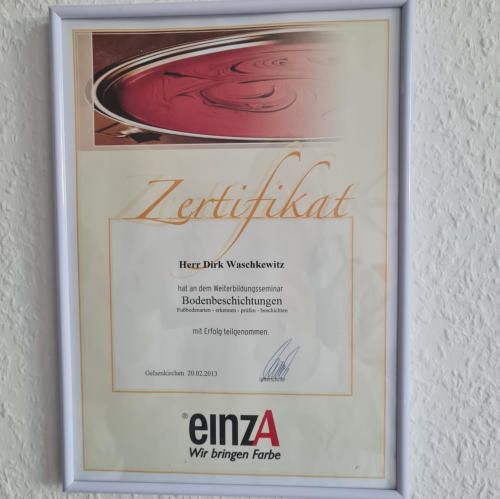 Zertifikat
Herr Dirk Waschkewitz
hat an dem Weiterbildungsseminar
Bodenbeschichtungen
Fußbodenarten - erkennen - prüfen - beschichten
mit Erfolg teilgenommen.
Gelsenkirchen 20.02.2013
® einzA
Wir bringen Farbe